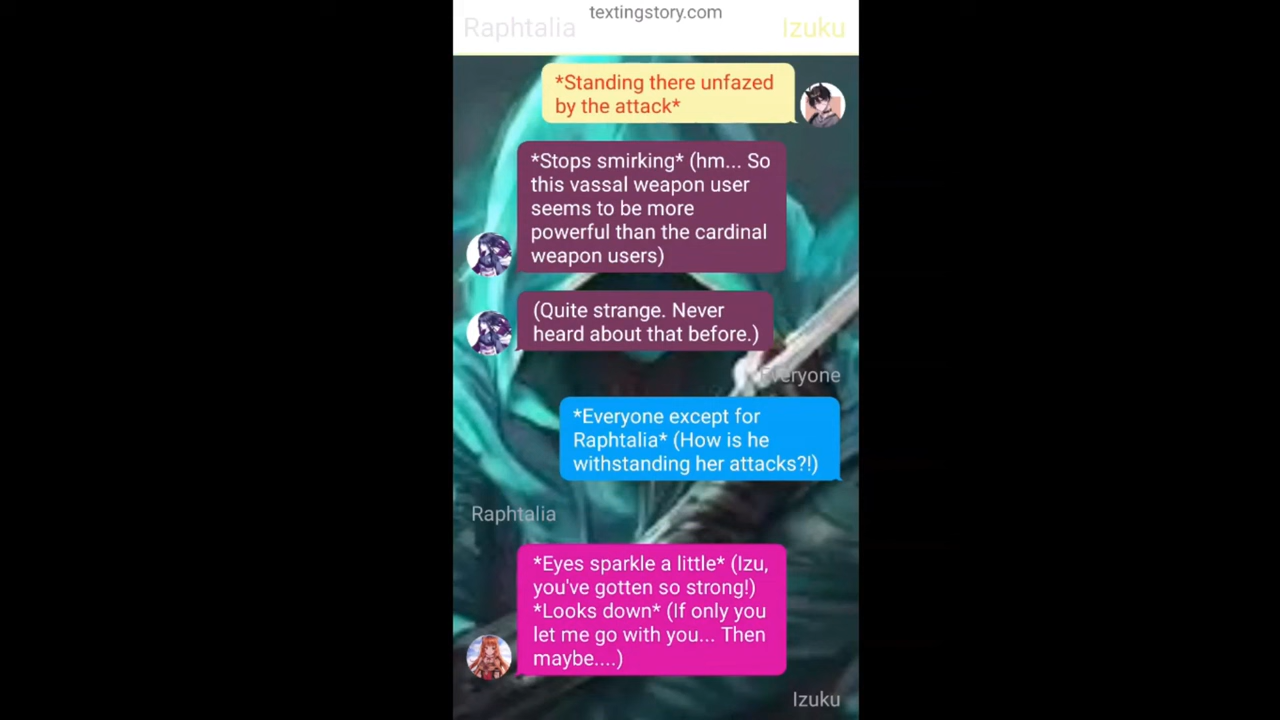 textingstory.com
Raphtalia
Izuku
*Standing there unfazed
by the attack*
*Stops smirking* (hm... So
this vassal weapon user
seems to be more
powerful than the cardinal
weapon users)
(Quite strange. Never
heard about that before.)
Everyone
*Everyone except for
Raphtalia* (How is he
withstanding her attacks?!)
Raphtalia
*Eyes sparkle a little* (Izu,
you've gotten so strong!)
*Looks down* (If only you
let me go with you... Then
maybe....)
Izuku